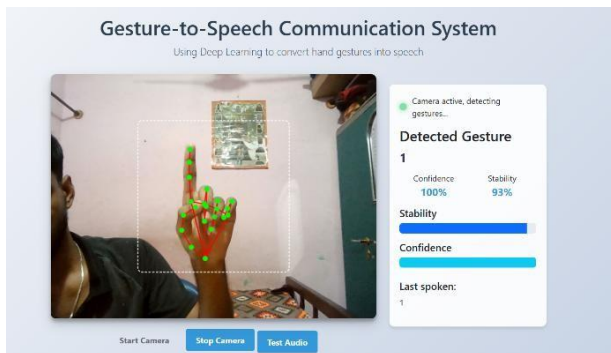 Gesture-to-Speech Communication System
Using Deep Learning to convert hand gestures into speech
Camera active, detecting
gestures...
Detected Gesture
1
Confidence Stability
100% 93%
Stability
Confidence
Last spoken:
1
Start Camera Stop Camera Test Audio